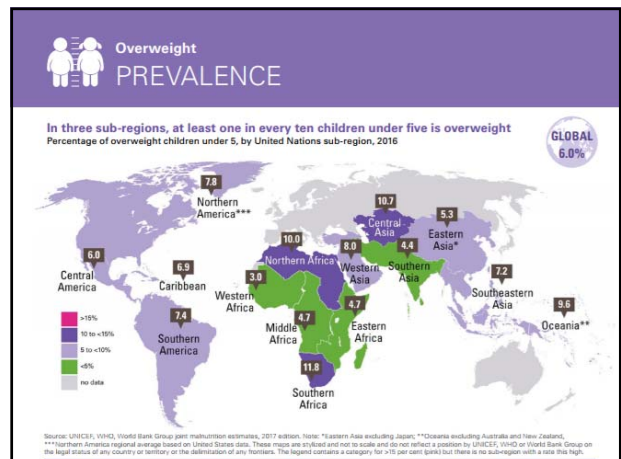 Overweight
PREVALENCE
In three sub-regions, at least one in every ten children under five is overweight
Percentage of overweight children under 5, by United Nations sub-region, 2016
GLOBAL
6.0%
7.8
Northern
America***
6.0
Central
America
6.9
Caribbean
7.4
Southern
America
10.0
Northern Africa
3.0
Western
Africa
4.7
Middle
Africa
4.7
Eastern
Africa
11.8
Southern
Africa
8.0
Western
Asia
10.7
Central
Asia
4.4
Southern
Asia
5.3
Eastern
Asia*
7.2
Southeastern
Asia
9.6
Oceania**
>15%
10 to <15%
5 to <10%
<5%
no data
Source: UNICEF, WHO, World Bank Group joint malnutrition estimates, 2017 edition. Note: *Eastern Asia excluding Japan; **Oceania excluding Australia and New Zealand,
***Northern America regional average based on United States data. These maps are stylized and not to scale and do not reflect a position by UNICEF, WHO or World Bank Group on
the legal status of any country or territory or the delimitation of any frontiers. The legend contains a category for >15 per cent (pink) but there is no sub-region with a rate this high.